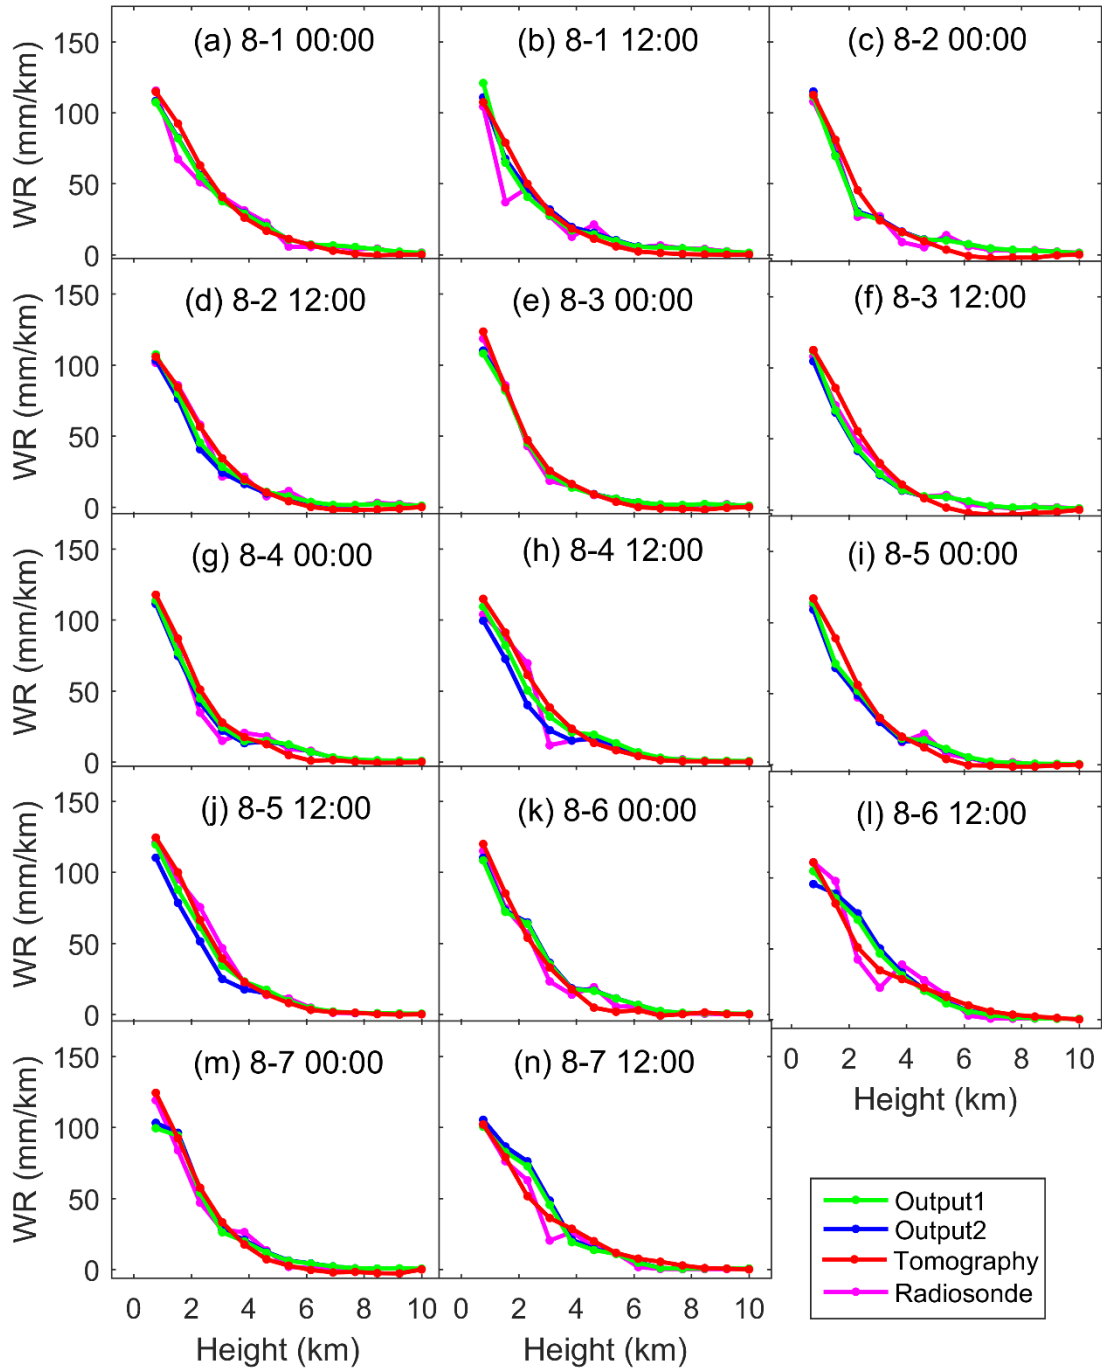 (a) 8-1 00:00
(b) 8-1 12:00
(c) 8-2 00:00
WR (mm/km)
150
100
50
0
(d) 8-2 12:00
(e) 8-3 00:00
(f) 8-3 12:00
WR (mm/km)
150
100
50
0
(g) 8-4 00:00
(h) 8-4 12:00
(i) 8-5 00:00
WR (mm/km)
150
100
50
0
(j) 8-5 12:00
(k) 8-6 00:00
(l) 8-6 12:00
WR (mm/km)
150
100
50
0
0 2 4 6 8 10
Height (km)
(m) 8-7 00:00
(n) 8-7 12:00
WR (mm/km)
150
100
50
0
0 2 4 6 8 10
0 2 4 6 8 10
Height (km)
Height (km)
Output1
Output2
Tomography
Radiosonde